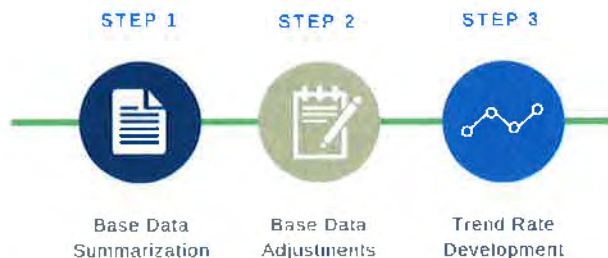 STEP 1
STEP 2
STEP 3
Base Data
Summarization
Base Data
Adjustments
Trend Rate
Development